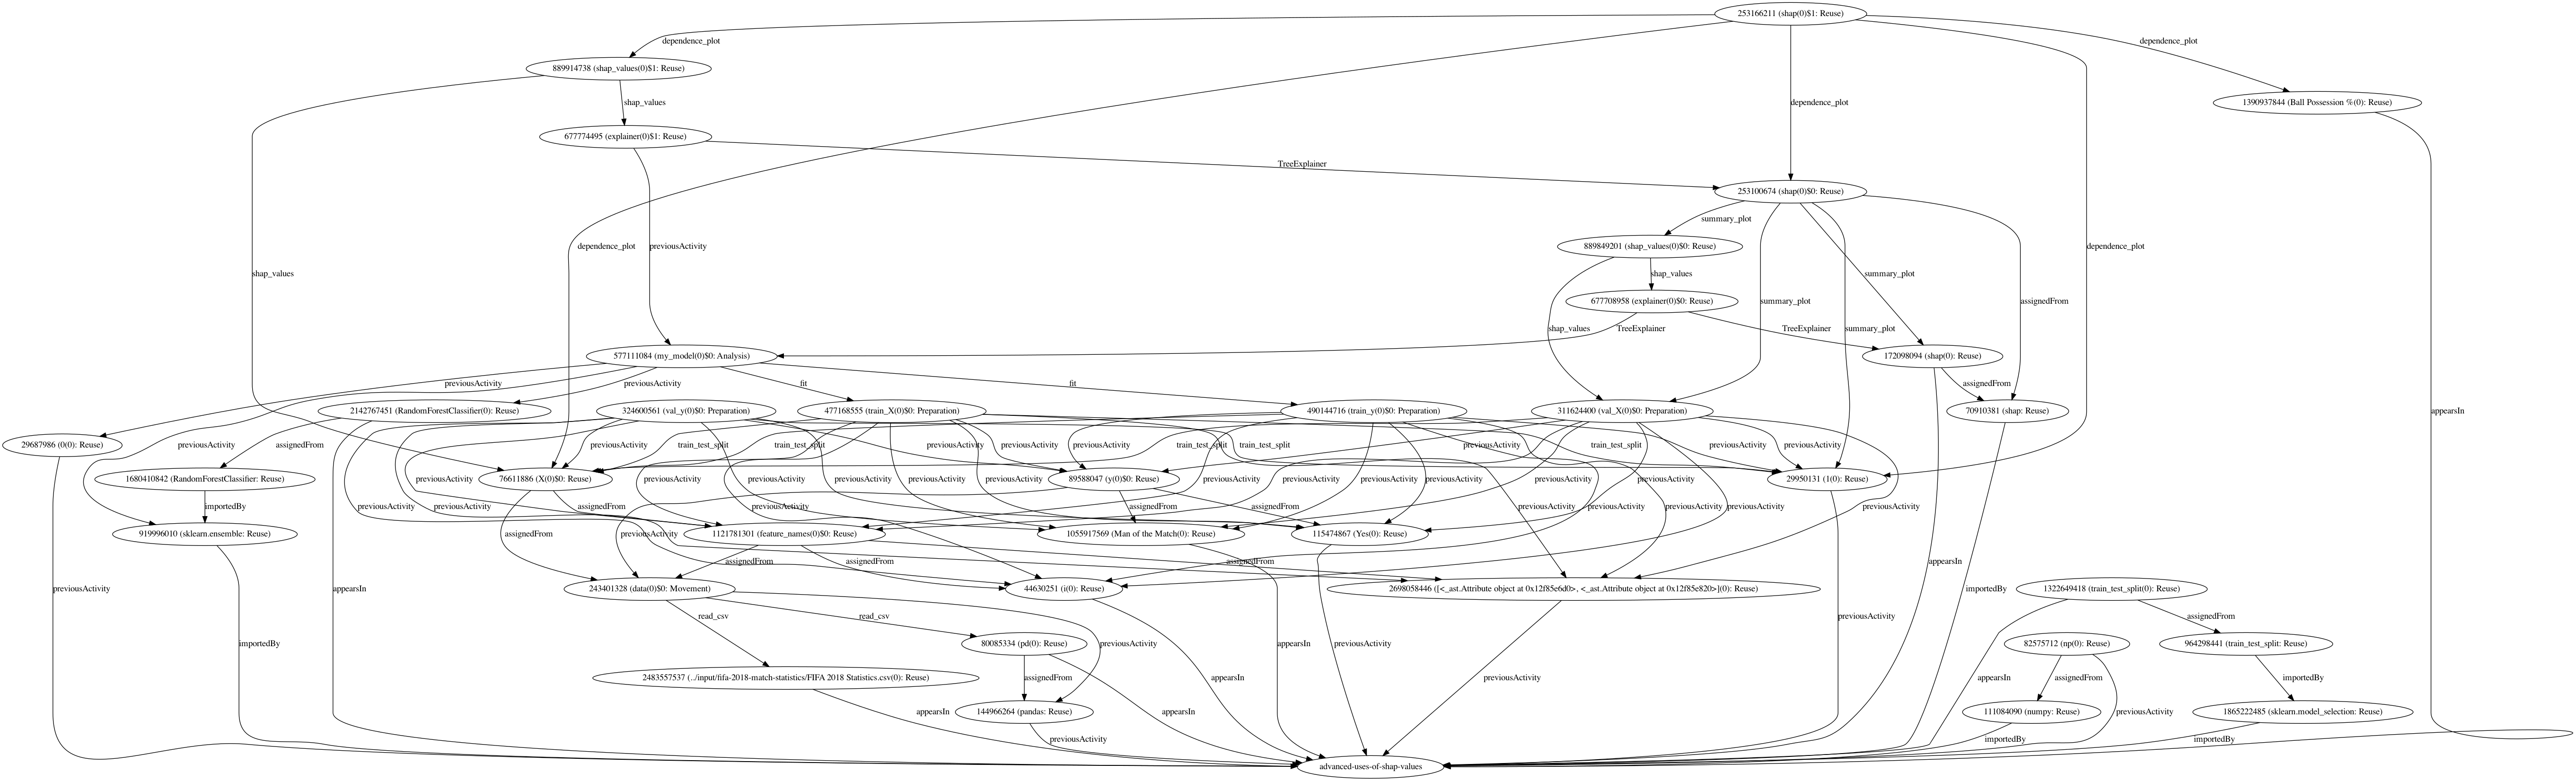 253166211 (shap(0)$1: Reuse)
dependence_plot
dependence_plot
889914738 (shap_values(0)$1: Reuse)
shap_values
dependence_plot
1390937844 (Ball Possession %(0): Reuse)
677774495 (explainer(0)$1: Reuse)
TreeExplainer
253100674 (shap(0)$0: Reuse)
summary_plot
dependence_plot
previousActivity
889849201 (shap_values(0)$0: Reuse)
dependence_plot
shap_values
shap_values
summary_plot
677708958 (explainer(0)$0: Reuse)
summary_plot
assignedFrom
shap_values
TreeExplainer
TreeExplainer
summary_plot
577111084 (my_model(0)$0: Analysis)
172098094 (shap(0): Reuse)
previousActivity
previousActivity
fit
fit
assignedFrom
2142767451 (RandomForestClassifier(0): Reuse)
324600561 (val_y(0)$0: Preparation)
477168555 (train_X(0)$0: Preparation)
490144716 (train_y(0)$0: Preparation)
311624400 (val_X(0)$0: Preparation)
70910381 (shap: Reuse)
appearsIn
29687986 (0(0): Reuse)
previousActivity
assignedFrom
previousActivity
train_test_split
train_test_split
previousActivity
previousActivity
previousActivity
train_test_split
train_test_split
previousActivity
train_test_split
previousActivity
previousActivity
1680410842 (RandomForestClassifier: Reuse)
previousActivity
76611886 (X(0)$0: Reuse)
previousActivity
previousActivity
previousActivity
89588047 (y(0)$0: Reuse)
previousActivity
previousActivity
previousActivity
previousActivity
previousActivity
29950131 (1(0): Reuse)
importedBy
previousActivity
previousActivity
assignedFrom
previousActivity
assignedFrom
assignedFrom
previousActivity
previousActivity
previousActivity
previousActivity
previousActivity
919996010 (sklearn.ensemble: Reuse)
assignedFrom
previousActivity
1121781301 (feature_names(0)$0: Reuse)
1055917569 (Man of the Match(0): Reuse)
115474867 (Yes(0): Reuse)
assignedFrom
assignedFrom
assignedFrom
appearsIn
previousActivity
appearsIn
243401328 (data(0)$0: Movement)
44630251 (i(0): Reuse)
2698058446 ([<_ast.Attribute object at 0x12f85e6d0>, <_ast.Attribute object at 0x12f85e820>](0): Reuse)
importedBy
1322649418 (train_test_split(0): Reuse)
read_csv
read_csv
previousActivity
assignedFrom
importedBy
80085334 (pd(0): Reuse)
previousActivity
appearsIn
previousActivity
82575712 (np(0): Reuse)
964298441 (train_test_split: Reuse)
2483557537 (../input/fifa-2018-match-statistics/FIFA 2018 Statistics.csv(0): Reuse)
assignedFrom
appearsIn
previousActivity
appearsIn
assignedFrom
importedBy
appearsIn
144966264 (pandas: Reuse)
appearsIn
111084090 (numpy: Reuse)
previousActivity
1865222485 (sklearn.model_selection: Reuse)
previousActivity
importedBy
importedBy
advanced-uses-of-shap-values